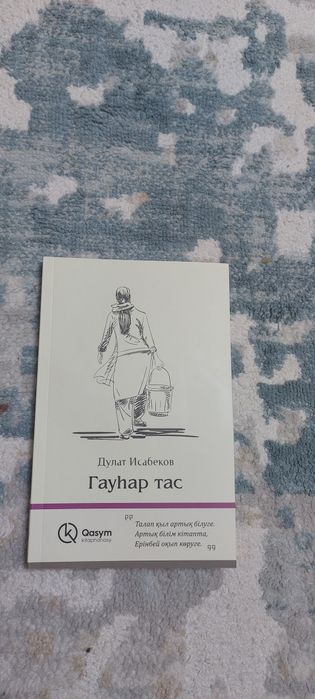 Дулат Исабеков
Гауһар тас
Qasym
kitaphanasy
"Талап қыл артық білуге.
Артық білім кітапта,
Ерінбей оқып көруге."